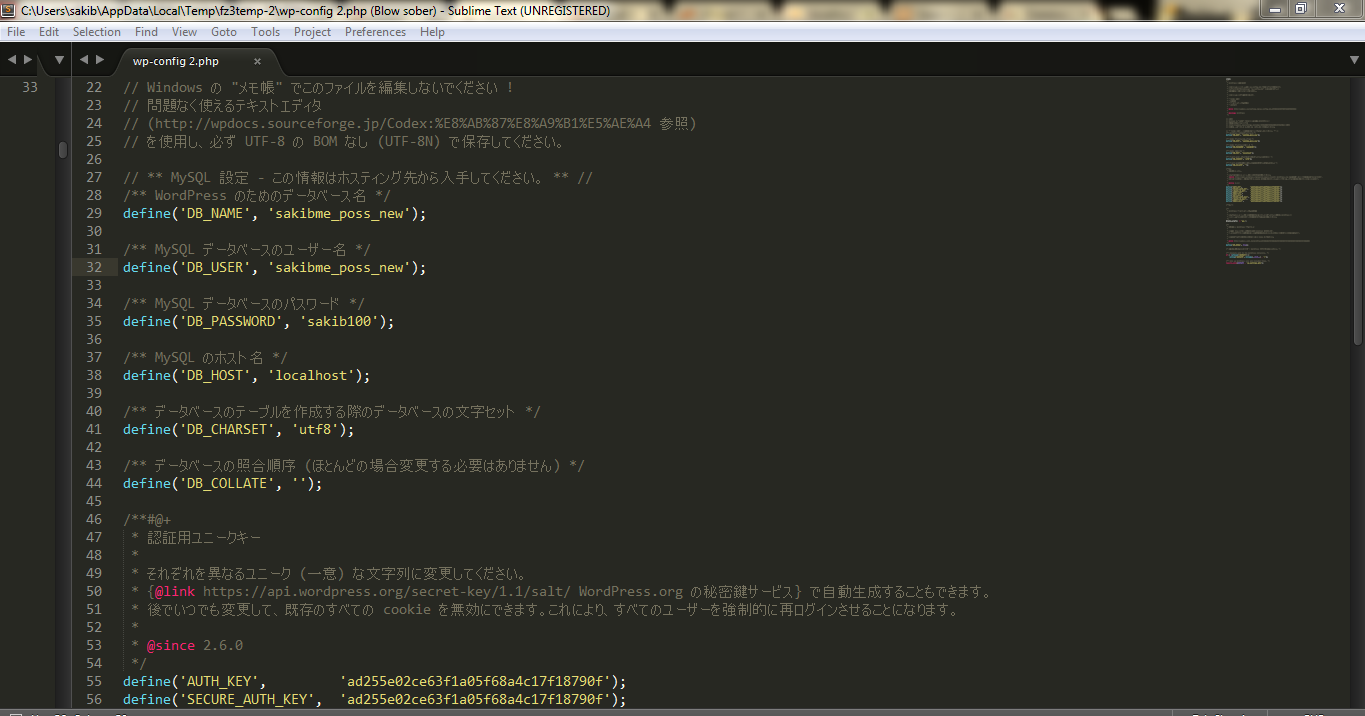 C:\Users\sakib\AppData\Local\Temp\fz3temp-2\wp-config 2.php (Blow sober) - Sublime Text (UNREGISTERED)
File Edit Selection Find View Goto Tools Project Preferences Help
wp-config 2.php ×
33
22 // Windows の "メモ帳" でこのファイルを編集しないでください !
23 // 問題なく使えるテキストエディタ
24 // (http://wpdocs.sourceforge.jp/Codex:%E8%AB%87%E8%A9%B1%E5%AE%A4 参照)
25 // を使用し、必ず UTF-8 の BOM なし (UTF-8N) で保存してください。
26
27 // ** MySQL 設定 - この情報はホスティング先から入手してください。 ** //
28 /** WordPress のためのデータベース名 */
29 define('DB_NAME', 'sakibme_poss_new');
30
31 /** MySQL データベースのユーザー名 */
32 define('DB_USER', 'sakibme_poss_new');
33
34 /** MySQL データベースのパスワード */
35 define('DB_PASSWORD', 'sakib100');
36
37 /** MySQL のホスト名 */
38 define('DB_HOST', 'localhost');
39
40 /** データベースのテーブルを作成する際のデータベースの文字セット */
41 define('DB_CHARSET', 'utf8');
42
43 /** データベースの照合順序 (ほとんどの場合変更する必要はありません) */
44 define('DB_COLLATE', '');
45
46 /**#@+
47 * 認証用ユニークキー
48 *
49 * それぞれを異なるユニーク (一意) な文字列に変更してください。
50 * {@link https://api.wordpress.org/secret-key/1.1/salt/ WordPress.org の秘密鍵サービス} で自動生成することもできます。
51 * 後でいつでも変更して、既存のすべての cookie を無効にできます。これにより、すべてのユーザーを強制的に再ログインさせることになります。
52 *
53 * @since 2.6.0
54 */
55 define('AUTH_KEY', 'ad255e02ce63f1a05f68a4c17f18790f');
56 define('SECURE_AUTH_KEY', 'ad255e02ce63f1a05f68a4c17f18790f');